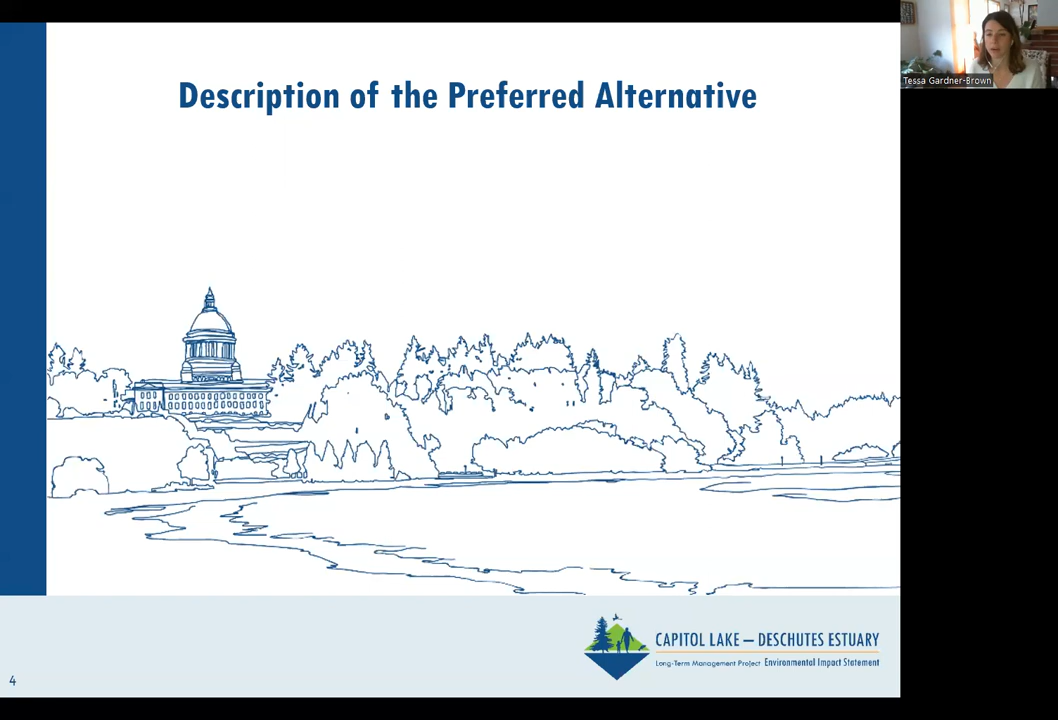 Description of the Preferred Alternative
Tessa Gardner-Brown
CAPITOL LAKE — DESCHUTES ESTUARY
Long-Term Management Project Environmental Impact Statement
4